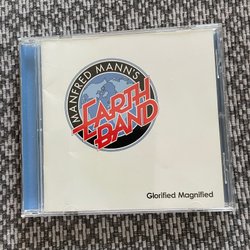 MANFRED MANN'S
EARTH
BAND
Glorified Magnified